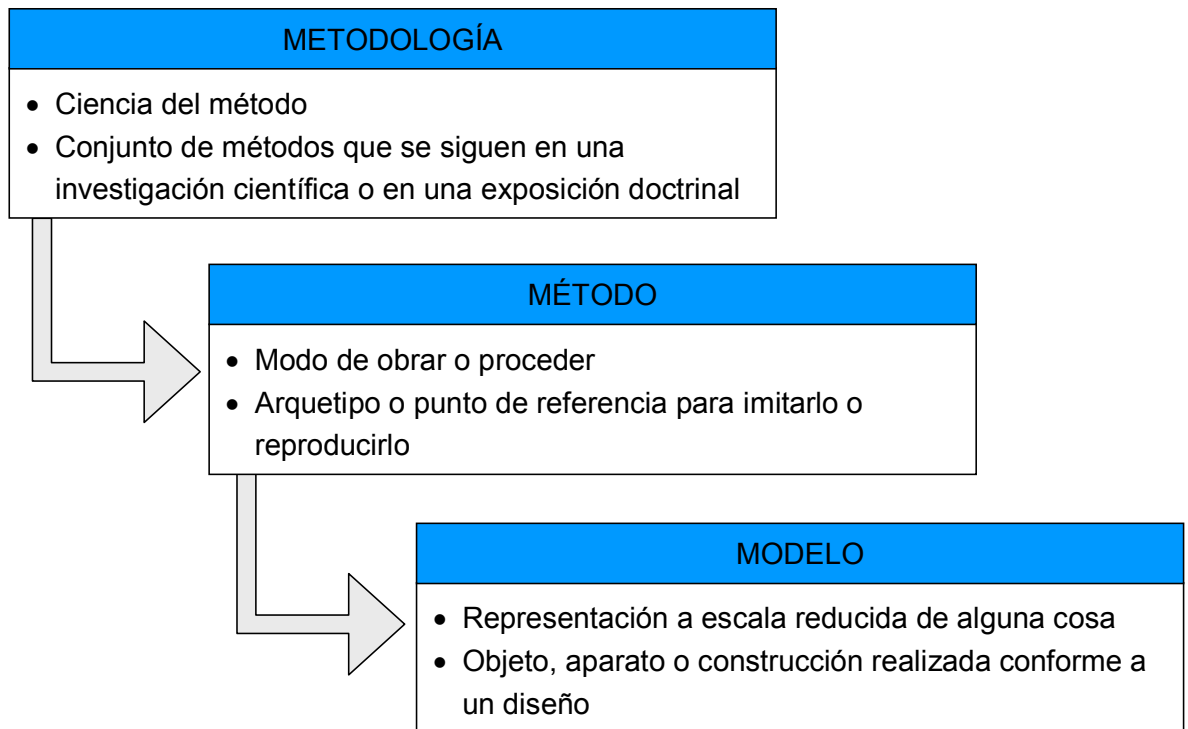 METODOLOGÍA
• Ciencia del método
• Conjunto de métodos que se siguen en una
investigación científica o en una exposición doctrinal
MÉTODO
• Modo de obrar o proceder
• Arquetipo o punto de referencia para imitarlo o
reproducirlo
MODELO
• Representación a escala reducida de alguna cosa
• Objeto, aparato o construcción realizada conforme a
un diseño